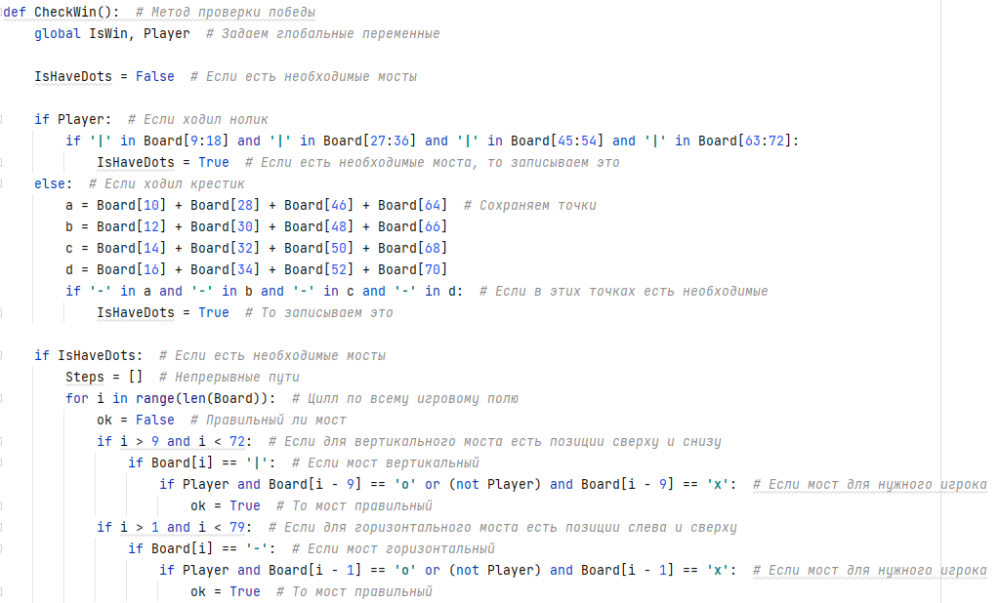 def CheckWin():  # Метод проверки победы
    global IsWin, Player  # Задаем глобальные переменные
    IsHaveDots = False  # Если есть необходимые мосты
    if Player:  # Если ходил нолик
        if '|' in Board[9:18] and '|' in Board[27:36] and '|' in Board[45:54] and '|' in Board[63:72]:
            IsHaveDots = True  # Если есть необходимые моста, то записываем это
    else:  # Если ходил крестик
        a = Board[10] + Board[28] + Board[46] + Board[64]  # Сохраняем точки
        b = Board[12] + Board[30] + Board[48] + Board[66]
        c = Board[14] + Board[32] + Board[50] + Board[68]
        d = Board[16] + Board[34] + Board[52] + Board[70]
        if '-' in a and '-' in b and '-' in c and '-' in d:  # Если в этих точках есть необходимые
            IsHaveDots = True  # То записываем это
    if IsHaveDots:  # Если есть необходимые мосты
        Steps = []  # Непрерывные пути
        for i in range(len(Board)):  # Цилл по всему игровому полю
            ok = False  # Правильный ли мост
            if i > 9 and i < 72:  # Если для вертикального моста есть позиции сверху и снизу
                if Board[i] == '|':  # Если мост вертикальный
                    if Player and Board[i - 9] == 'o' or (not Player) and Board[i - 9] == 'x':  # Если мост для нужного игрока
                        ok = True  # То мост правильный
            if i > 1 and i < 79:  # Если для горизонтального моста есть позиции слева и сверху
                if Board[i] == '-':  # Если мост горизонтальный
                    if Player and Board[i - 1] == 'o' or (not Player) and Board[i - 1] == 'x':  # Если мост для нужного игрока
                        ok = True  # То мост правильный